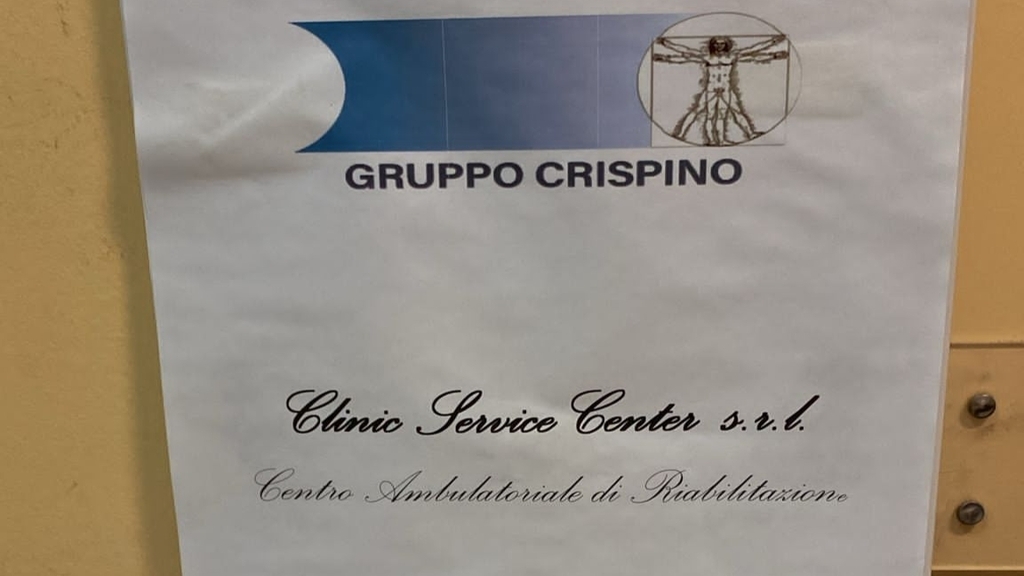 GRUPPO CRISPINO
Clinic Service Center s.r.l.
Centro Ambulatoriale di Riabilitazione